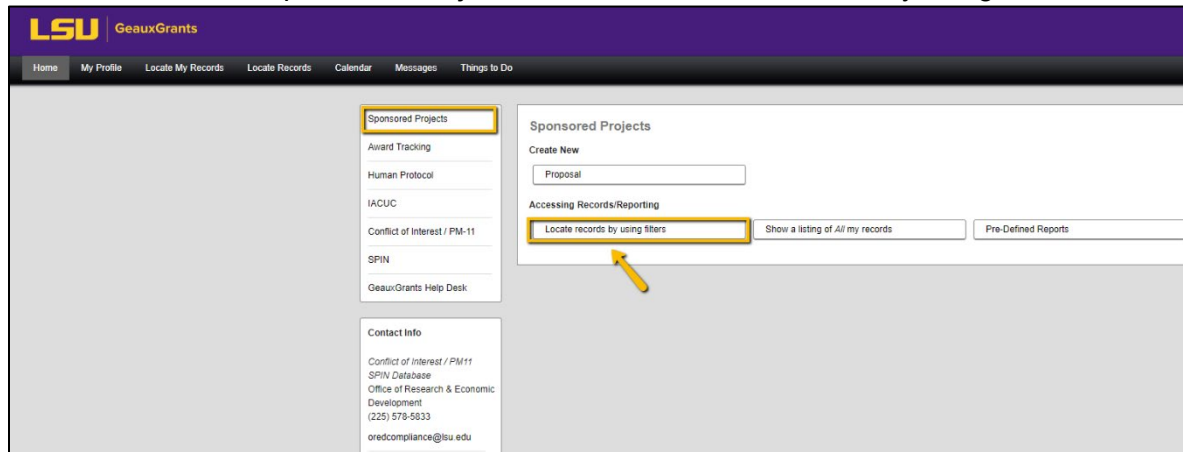 LSU GeauxGrants
Home My Profile Locate My Records Locate Records Calendar Messages Things to Do
Sponsored Projects
Award Tracking
Human Protocol
IACUC
Conflict of Interest / PM-11
SPIN
GeauxGrants Help Desk
Contact Info
Conflict of Interest / PM11
SPIN Database
Office of Research & Economic
Development
(225) 578-5833
oredcompliance@lsu.edu
Sponsored Projects
Create New
Proposal
Accessing Records/Reporting
Locate records by using filters Show a listing of All my records Pre-Defined Reports